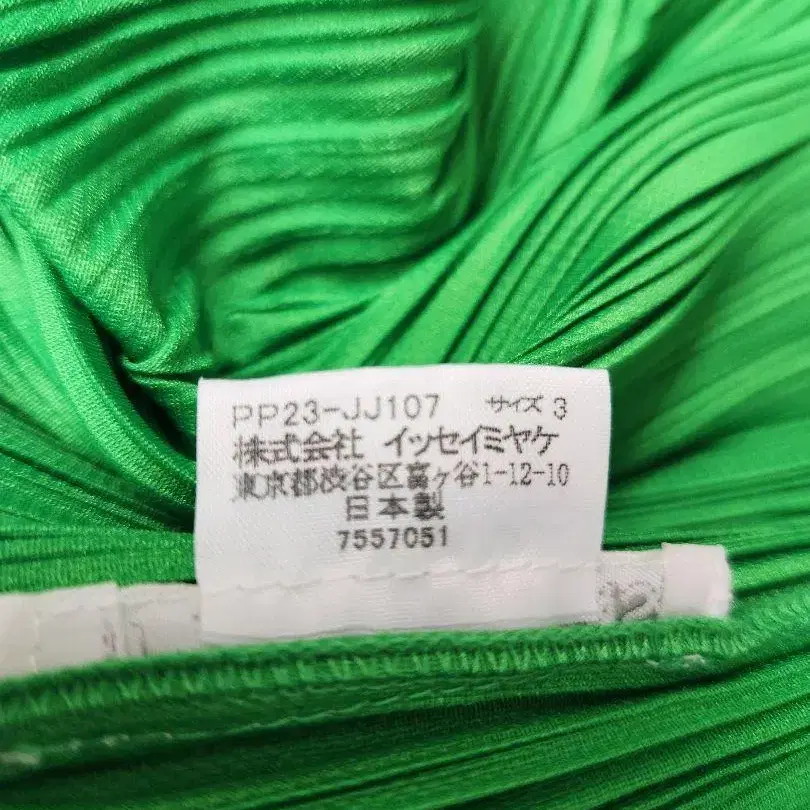 PP23-JJ107 サイズ 3
株式会社 イッセイミヤケ
東京都渋谷区富ヶ谷1-12-10
日本製
7557051